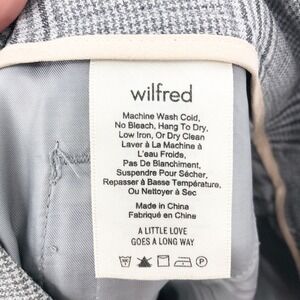 wilfred
Machine Wash Cold,
No Bleach, Hang To Dry,
Low Iron, Or Dry Clean
Laver à La Machine à
L'eau Froide,
Pas De Blanchiment,
Suspendre Pour Sécher,
Repasser à Basse Température,
Ou Nettoyer à Sec
Made in China
Fabriqué en China
A LITTLE LOVE
GOES A LONG WAY